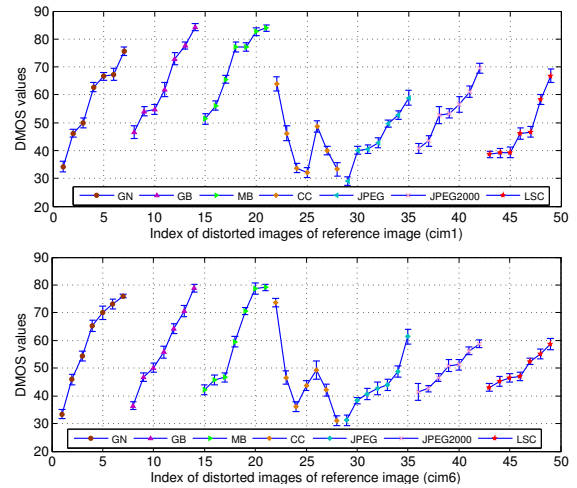 90
80
70
60
50
40
30
20
DMOS values
GN GB MB CC JPEG JPEG2000 LSC
0 5 10 15 20 25 30 35 40 45 50
Index of distorted images of reference image (cim1)
90
80
70
60
50
40
30
20
DMOS values
GN GB MB CC JPEG JPEG2000 LSC
0 5 10 15 20 25 30 35 40 45 50
Index of distorted images of reference image (cim6)